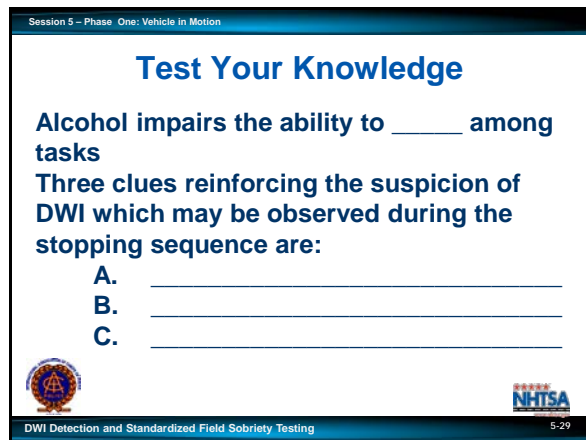 Session 5 – Phase One: Vehicle in Motion
Test Your Knowledge
Alcohol impairs the ability to _____ among
tasks
Three clues reinforcing the suspicion of
DWI which may be observed during the
stopping sequence are:
A. ______________________________
B. ______________________________
C. ______________________________
NHTSA
DWI Detection and Standardized Field Sobriety Testing
5-29